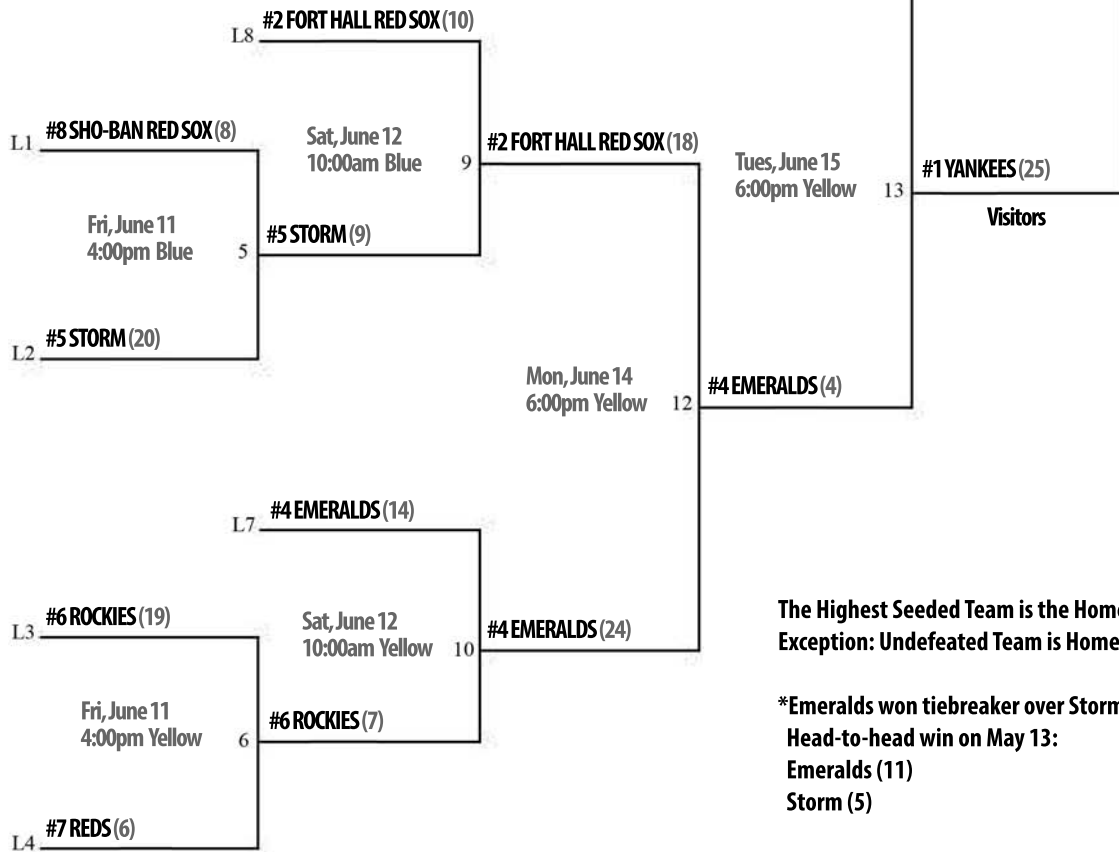 #2 FORT HALL RED SOX (10)
L8
#8 SHO-BAN RED SOX (8)
L1
Sat, June 12
10:00am Blue
9
#2 FORT HALL RED SOX (18)
Tues, June 15
6:00pm Yellow
13
#1 YANKEES (25)
Visitors
Fri, June 11
4:00pm Blue
5
#5 STORM (9)
#5 STORM (20)
L2
Mon, June 14
6:00pm Yellow
12
#4 EMERALDS (4)
#4 EMERALDS (14)
L7
#6 ROCKIES (19)
L3
Sat, June 12
10:00am Yellow
10
#4 EMERALDS (24)
Fri, June 11
4:00pm Yellow
6
#6 ROCKIES (7)
#7 REDS (6)
L4
The Highest Seeded Team is the Home
Exception: Undefeated Team is Home
*Emeralds won tiebreaker over Storm
Head-to-head win on May 13:
Emeralds (11)
Storm (5)